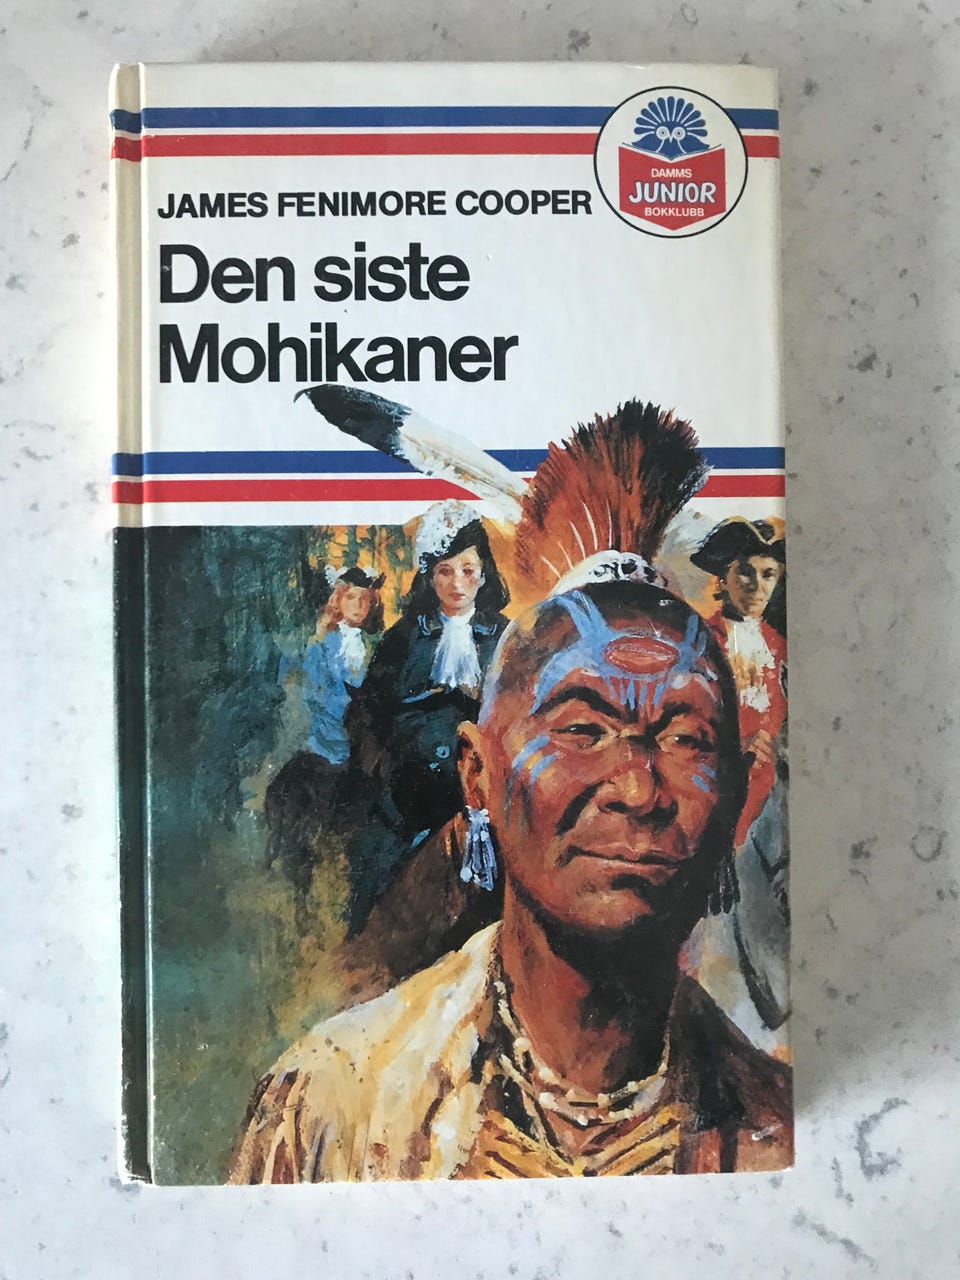 DAMMS
JUNIOR
BOKKLUBB
JAMES FENIMORE COOPER
Den siste
Mohikaner